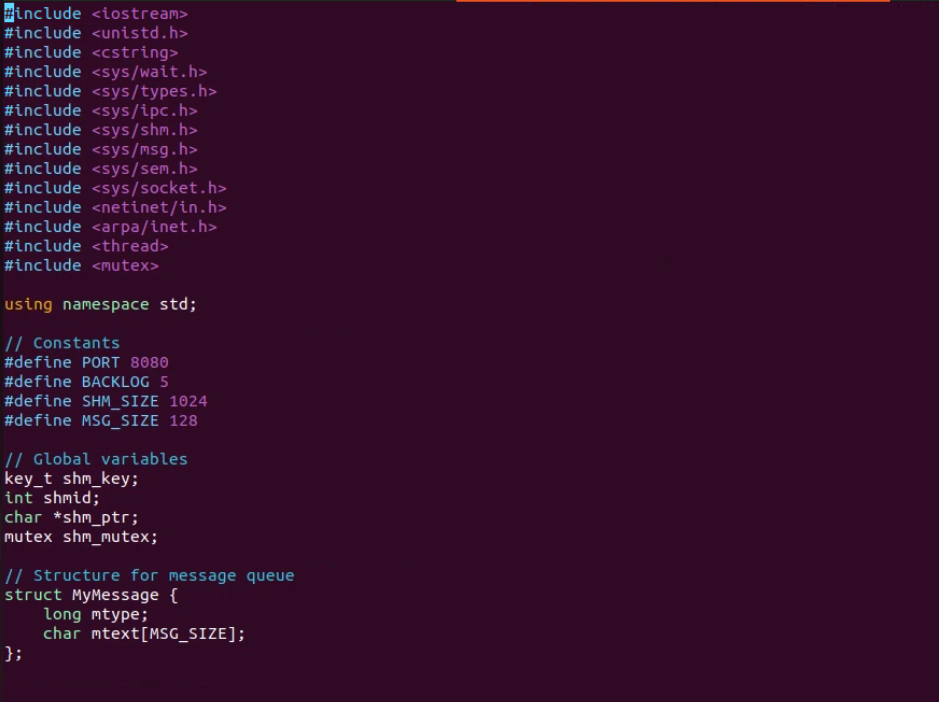 #include <iostream>
#include <unistd.h>
#include <cstring>
#include <sys/wait.h>
#include <sys/types.h>
#include <sys/ipc.h>
#include <sys/shm.h>
#include <sys/msg.h>
#include <sys/sem.h>
#include <sys/socket.h>
#include <netinet/in.h>
#include <arpa/inet.h>
#include <thread>
#include <mutex>

using namespace std;

// Constants
#define PORT 8080
#define BACKLOG 5
#define SHM_SIZE 1024
#define MSG_SIZE 128

// Global variables
key_t shm_key;
int shmid;
char *shm_ptr;
mutex shm_mutex;

// Structure for message queue
struct MyMessage {
    long mtype;
    char mtext[MSG_SIZE];
};